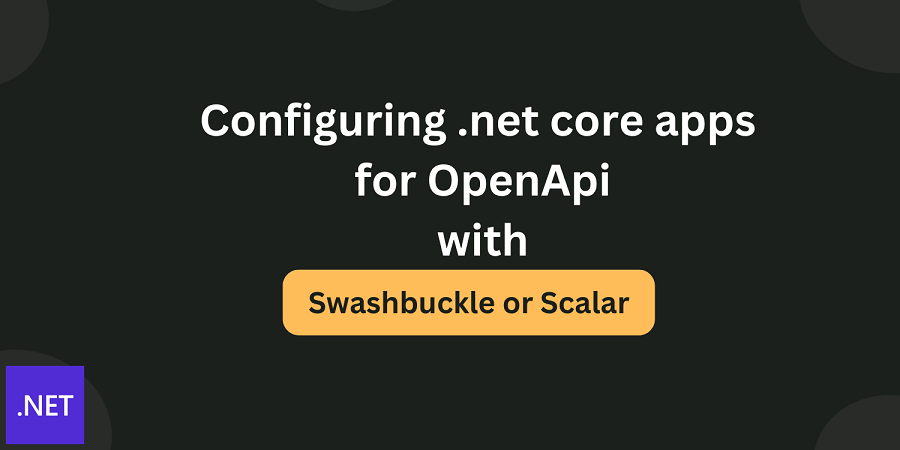 Configuring .net core apps
for OpenApi
with
Swashbuckle or Scalar
.NET